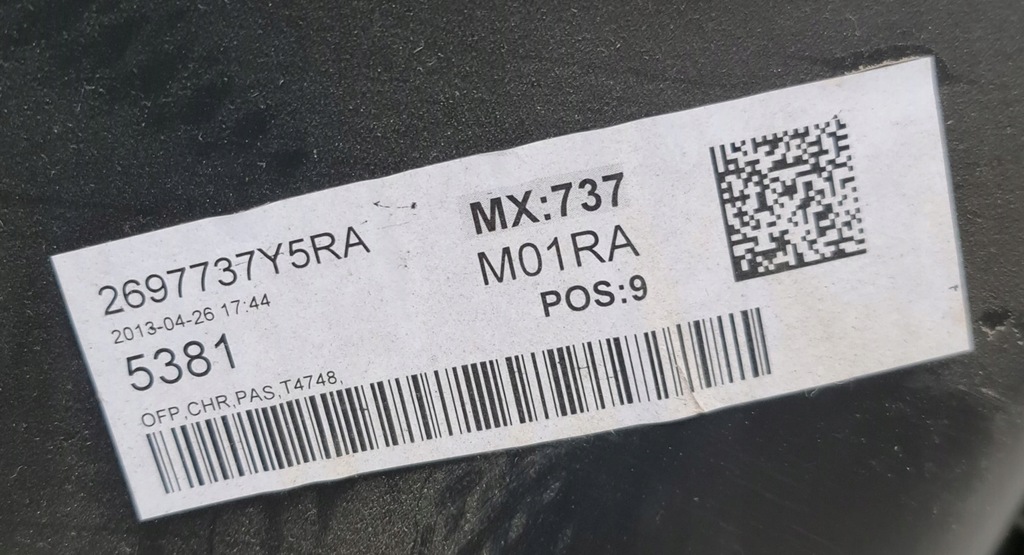 2697737Y5RA
2013-04-26 17:44
5381
OFP,CHR,PAS,T4748,
MX:737
M01RA
POS:9